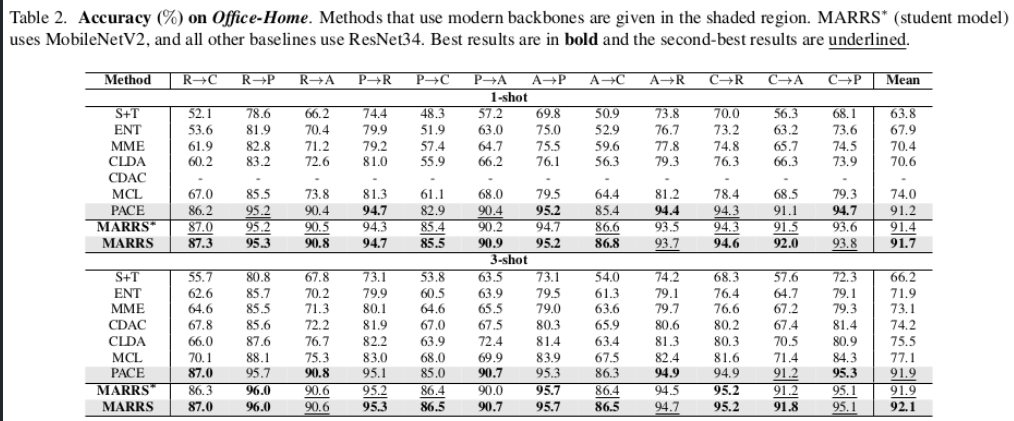 Table 2. Accuracy (%) on Office-Home. Methods that use modern backbones are given in the shaded region. MARRS* (student model)
uses MobileNetV2, and all other baselines use ResNet34. Best results are in bold and the second-best results are underlined.
Method R→C R→P R→A P→R P→C P→A A→P A→C A→R C→R C→A C→P Mean
1-shot
S+T 52.1 78.6 66.2 74.4 48.3 57.2 69.8 50.9 73.8 70.0 56.3 68.1 63.8
ENT 53.6 81.9 70.4 79.9 51.9 63.0 75.0 52.9 76.7 73.2 63.2 73.6 67.9
MME 61.9 82.8 71.2 79.2 57.4 64.7 75.5 59.6 77.8 74.8 65.7 74.5 70.4
CLDA 60.2 83.2 72.6 81.0 55.9 66.2 76.1 56.3 79.3 76.3 66.3 73.9 70.6
CDAC - - - - - - - - - - - - -
MCL 67.0 85.5 73.8 81.3 61.1 68.0 79.5 64.4 81.2 78.4 68.5 79.3 74.0
PACE 86.2 95.2 90.4 94.7 82.9 90.4 95.2 85.4 94.4 94.3 91.1 94.7 91.2
MARRS* 87.0 95.2 90.5 94.3 85.4 90.2 94.7 86.6 93.5 94.3 91.5 93.6 91.4
MARRS 87.3 95.3 90.8 94.7 85.5 90.9 95.2 86.8 93.7 94.6 92.0 93.8 91.7
3-shot
S+T 55.7 80.8 67.8 73.1 53.8 63.5 73.1 54.0 74.2 68.3 57.6 72.3 66.2
ENT 62.6 85.7 70.2 79.9 60.5 63.9 79.5 61.3 79.1 76.4 64.7 79.1 71.9
MME 64.6 85.5 71.3 80.1 64.6 65.5 79.0 63.6 79.7 76.6 67.2 79.3 73.1
CDAC 67.8 85.6 72.2 81.9 67.0 67.5 80.3 65.9 80.6 80.2 67.4 81.4 74.2
CLDA 66.0 87.6 76.7 82.2 63.9 72.4 81.4 63.4 81.3 80.3 70.5 80.9 75.5
MCL 70.1 88.1 75.3 83.0 68.0 69.9 83.9 67.5 82.4 81.6 71.4 84.3 77.1
PACE 87.0 95.7 90.8 95.1 85.0 90.7 95.3 86.3 94.9 94.9 91.2 95.3 91.9
MARRS* 86.3 96.0 90.6 95.2 86.4 90.0 95.7 86.4 94.5 95.2 91.2 95.1 91.9
MARRS 87.0 96.0 90.6 95.3 86.5 90.7 95.7 86.5 94.7 95.2 91.8 95.1 92.1